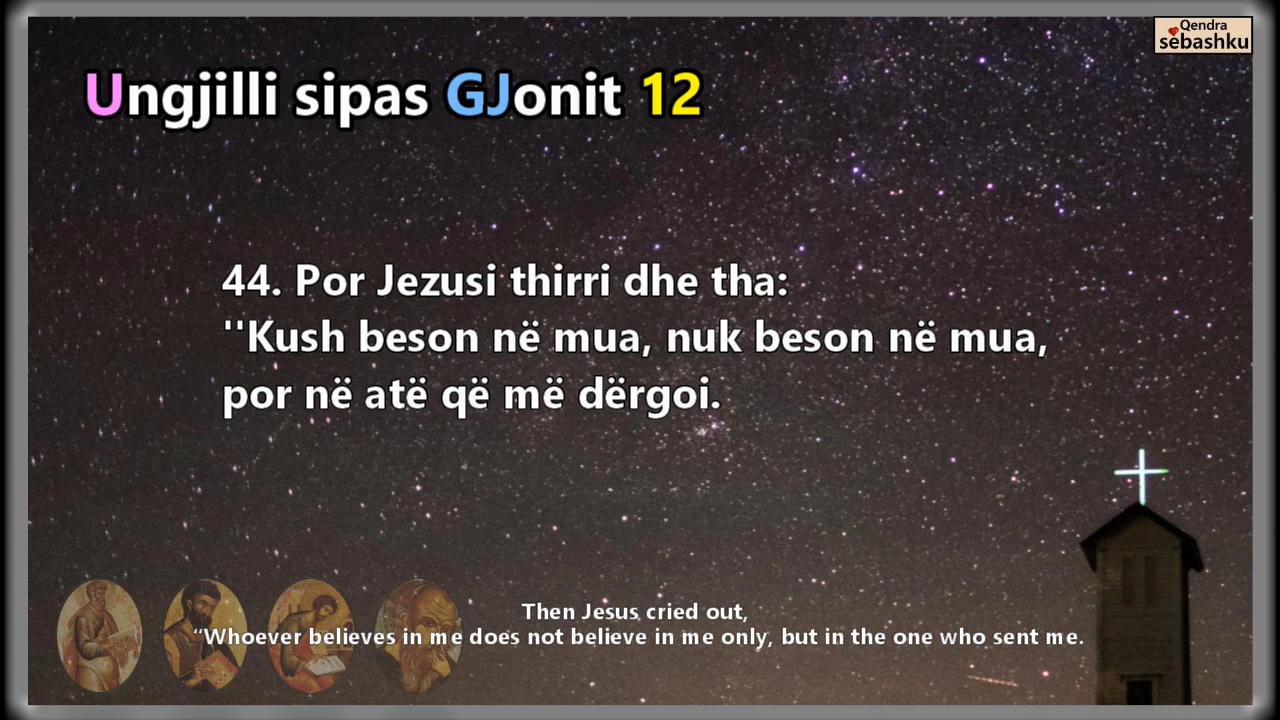 Qendra
sëbashku
Ungjilli sipas GJonit 12
44. Por Jezusi thirri dhe tha:
''Kush beson në mua, nuk beson në mua,
por në atë që më dërgoi.
Then Jesus cried out,
“Whoever believes in me does not believe in me only, but in the one who sent me.